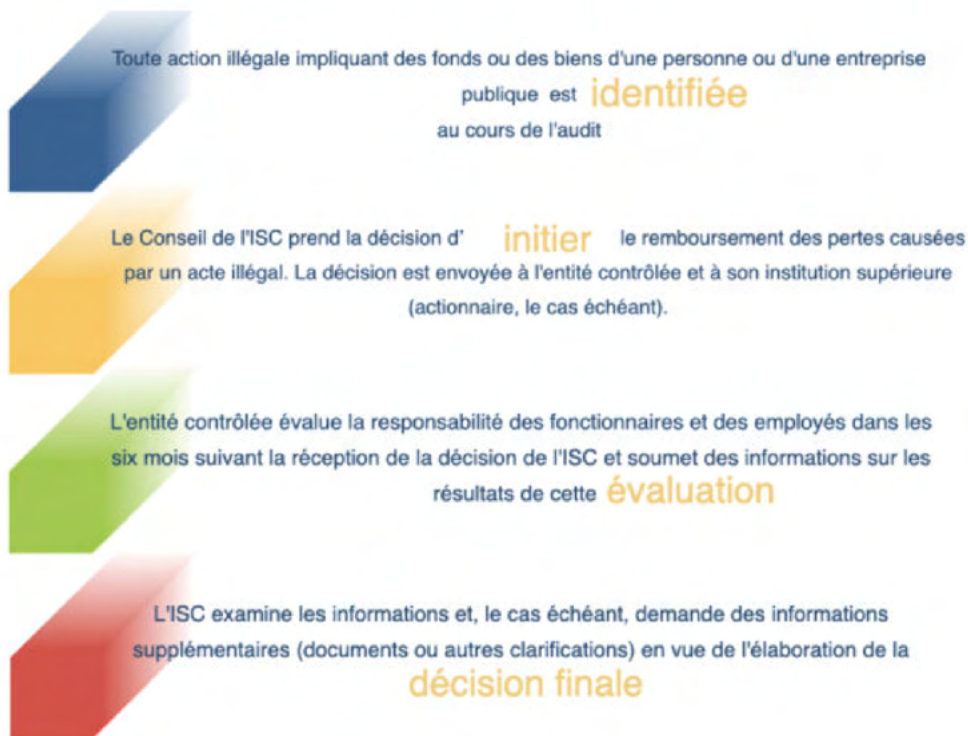 Toute action illégale impliquant des fonds ou des biens d'une personne ou d'une entreprise
publique est identifiée
au cours de l'audit
Le Conseil de l'ISC prend la décision d' initier le remboursement des pertes causées
par un acte illégal. La décision est envoyée à l'entité contrôlée et à son institution supérieure
(actionnaire, le cas échéant).
L'entité contrôlée évalue la responsabilité des fonctionnaires et des employés dans les
six mois suivant la réception de la décision de l'ISC et soumet des informations sur les
résultats de cette évaluation
L'ISC examine les informations et, le cas échéant, demande des informations
supplémentaires (documents ou autres clarifications) en vue de l'élaboration de la
décision finale